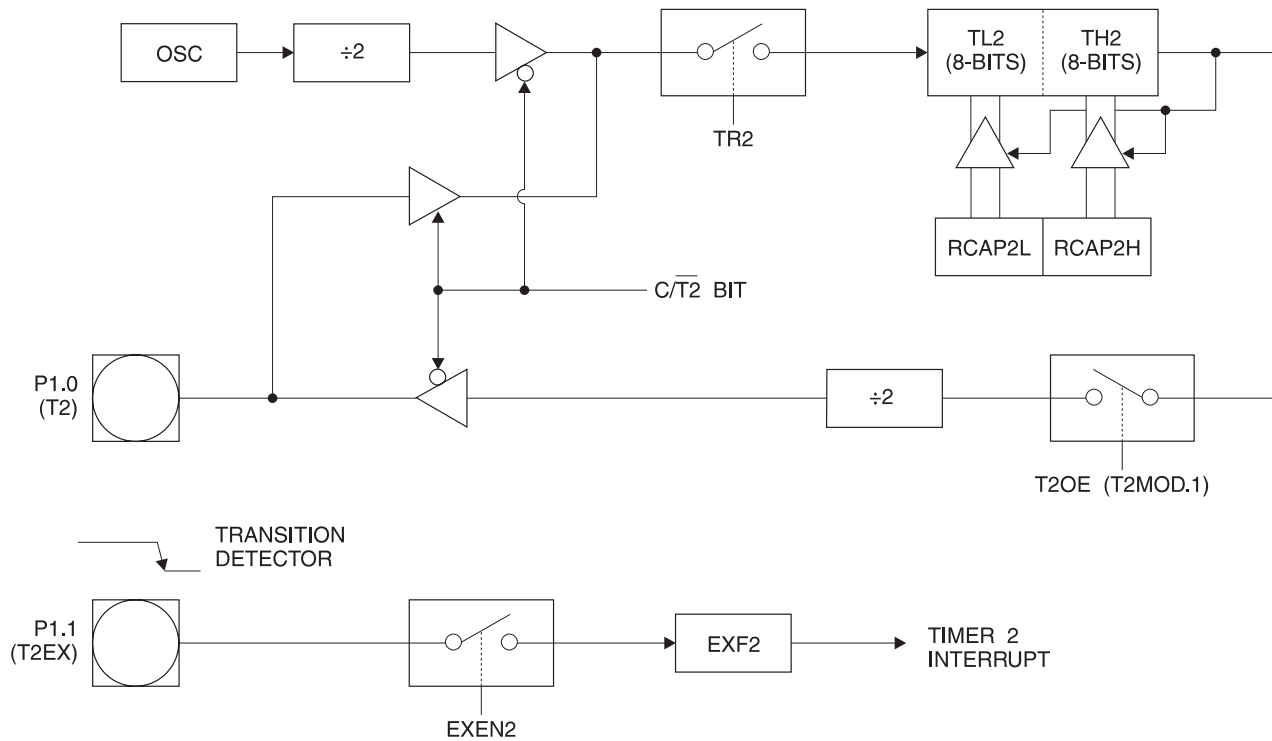 OSC
÷2
TR2
TL2
(8-BITS)
TH2
(8-BITS)
RCAP2L
RCAP2H
C/T̅2̅ BIT
P1.0
(T2)
÷2
T2OE (T2MOD.1)
TRANSITION
DETECTOR
P1.1
(T2EX)
EXEN2
EXF2
TIMER 2
INTERRUPT